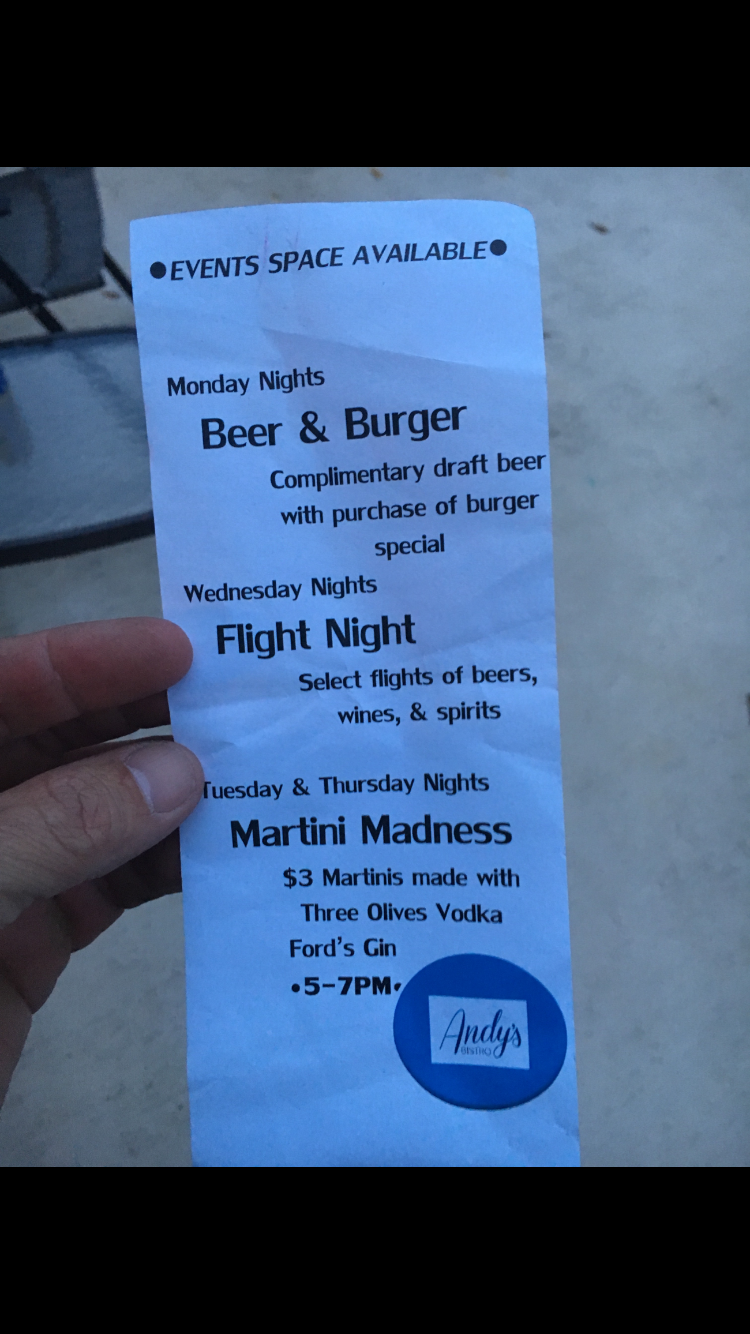 ●EVENTS SPACE AVAILABLE●
Monday Nights
Beer & Burger
Complimentary draft beer
with purchase of burger
special
Wednesday Nights
Flight Night
Select flights of beers,
wines, & spirits
Tuesday & Thursday Nights
Martini Madness
$3 Martinis made with
Three Olives Vodka
Ford's Gin
•5-7PM•
Andy's
BISTRO